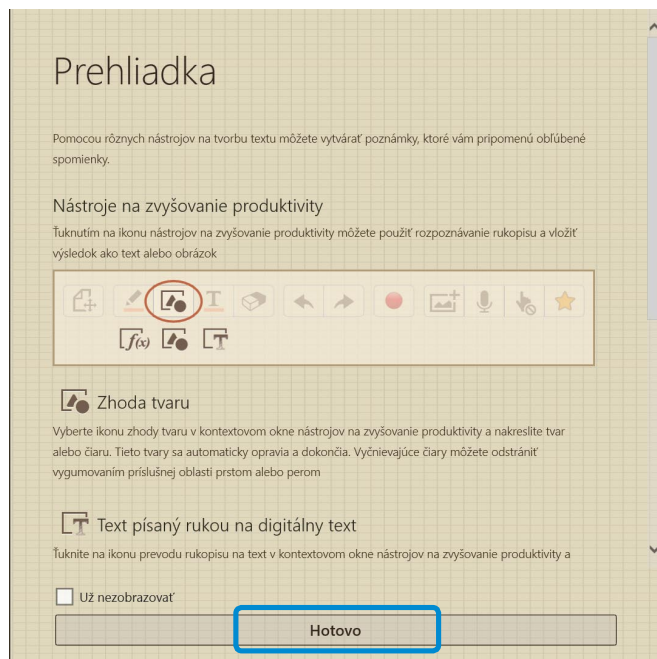 Prehliadka
Pomocou rôznych nástrojov na tvorbu textu môžete vytvárať poznámky, ktoré vám pripomenú obľúbené
spomienky.
Nástroje na zvyšovanie produktivity
Ťuknutím na ikonu nástrojov na zvyšovanie produktivity môžete použiť rozpoznávanie rukopisu a vložiť
výsledok ako text alebo obrázok
T
f(x) T
Zhoda tvaru
Vyberte ikonu zhody tvaru v kontextovom okne nástrojov na zvyšovanie produktivity a nakreslite tvar
alebo čiaru. Tieto tvary sa automaticky opravia a dokončia. Vyčnievajúce čiary môžete odstrániť
vygumovaním príslušnej oblasti prstom alebo perom
T Text písaný rukou na digitálny text
Ťuknite na ikonu prevodu rukopisu na text v kontextovom okne nástrojov na zvyšovanie produktivity a
Už nezobrazovať
Hotovo